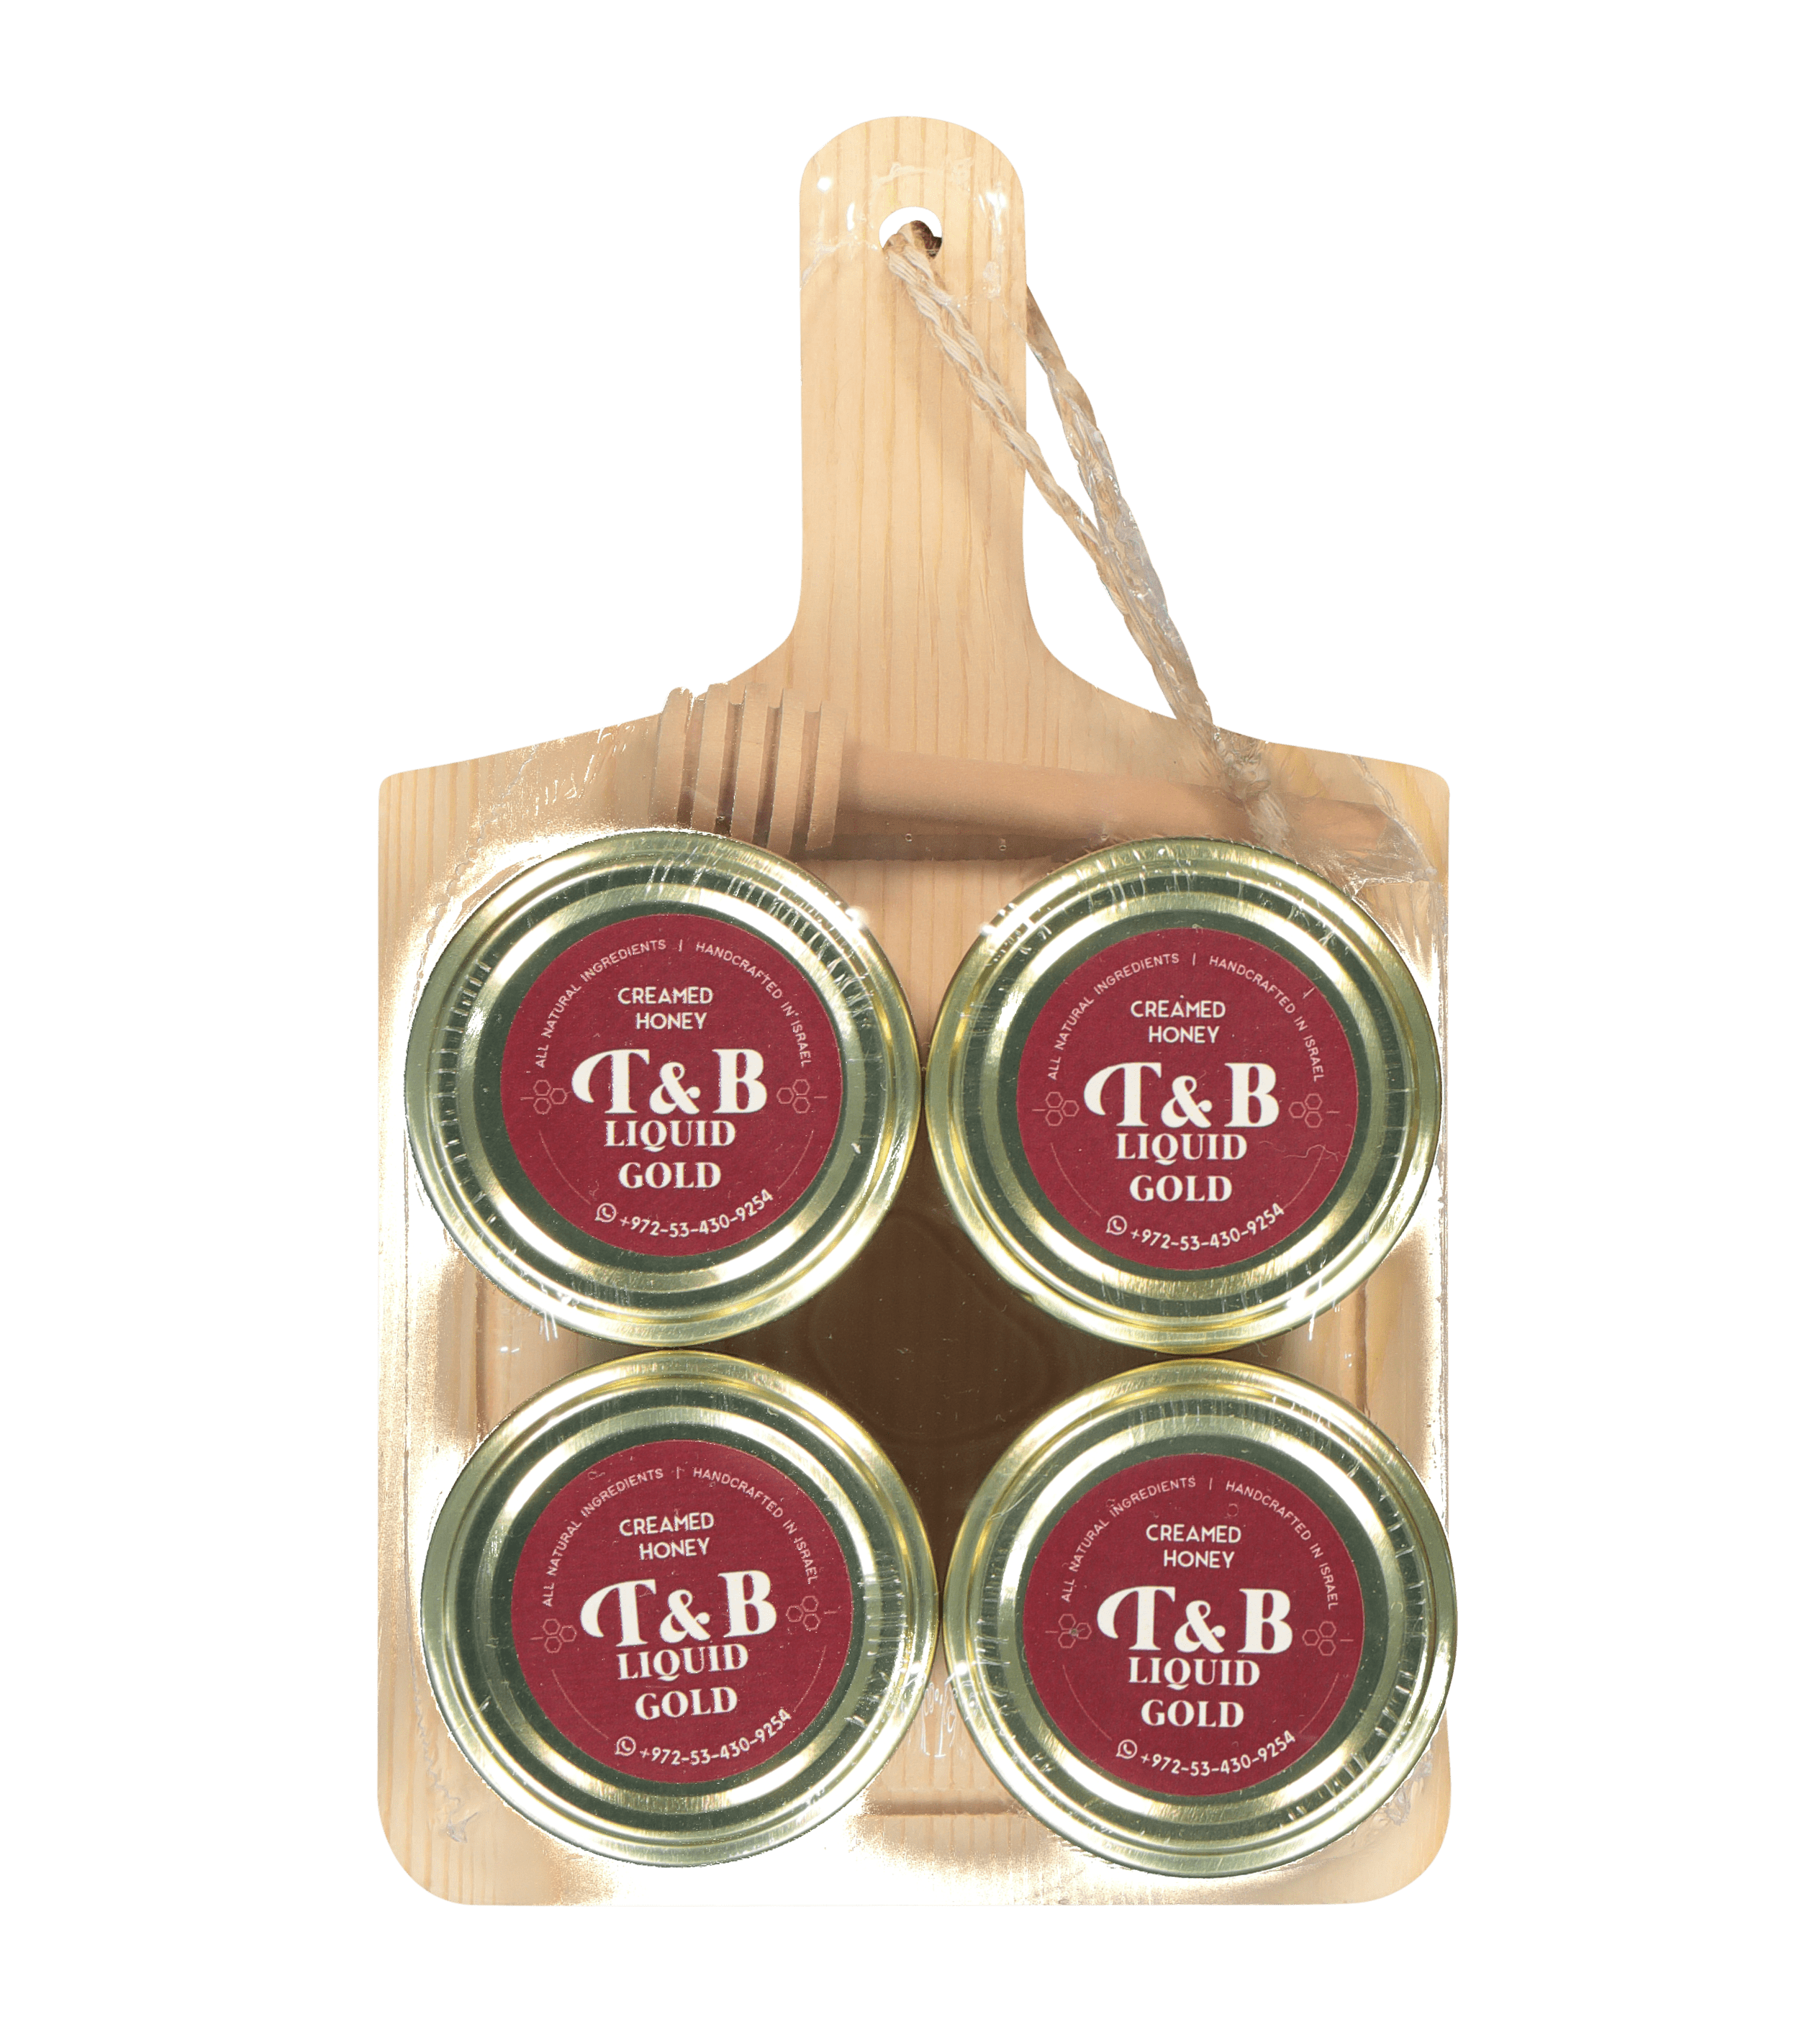 ALL NATURAL INGREDIENTS | HANDCRAFTED IN ISRAEL
CREAMED
HONEY
T&B
LIQUID
GOLD
+972-53-430-9254
ALL NATURAL INGREDIENTS | HANDCRAFTED IN ISRAEL
CREAMED
HONEY
T&B
LIQUID
GOLD
+972-53-430-9254
ALL NATURAL INGREDIENTS | HANDCRAFTED IN ISRAEL
CREAMED
HONEY
T&B
LIQUID
GOLD
+972-53-430-9254
ALL NATURAL INGREDIENTS | HANDCRAFTED IN ISRAEL
CREAMED
HONEY
T&B
LIQUID
GOLD
+972-53-430-9254